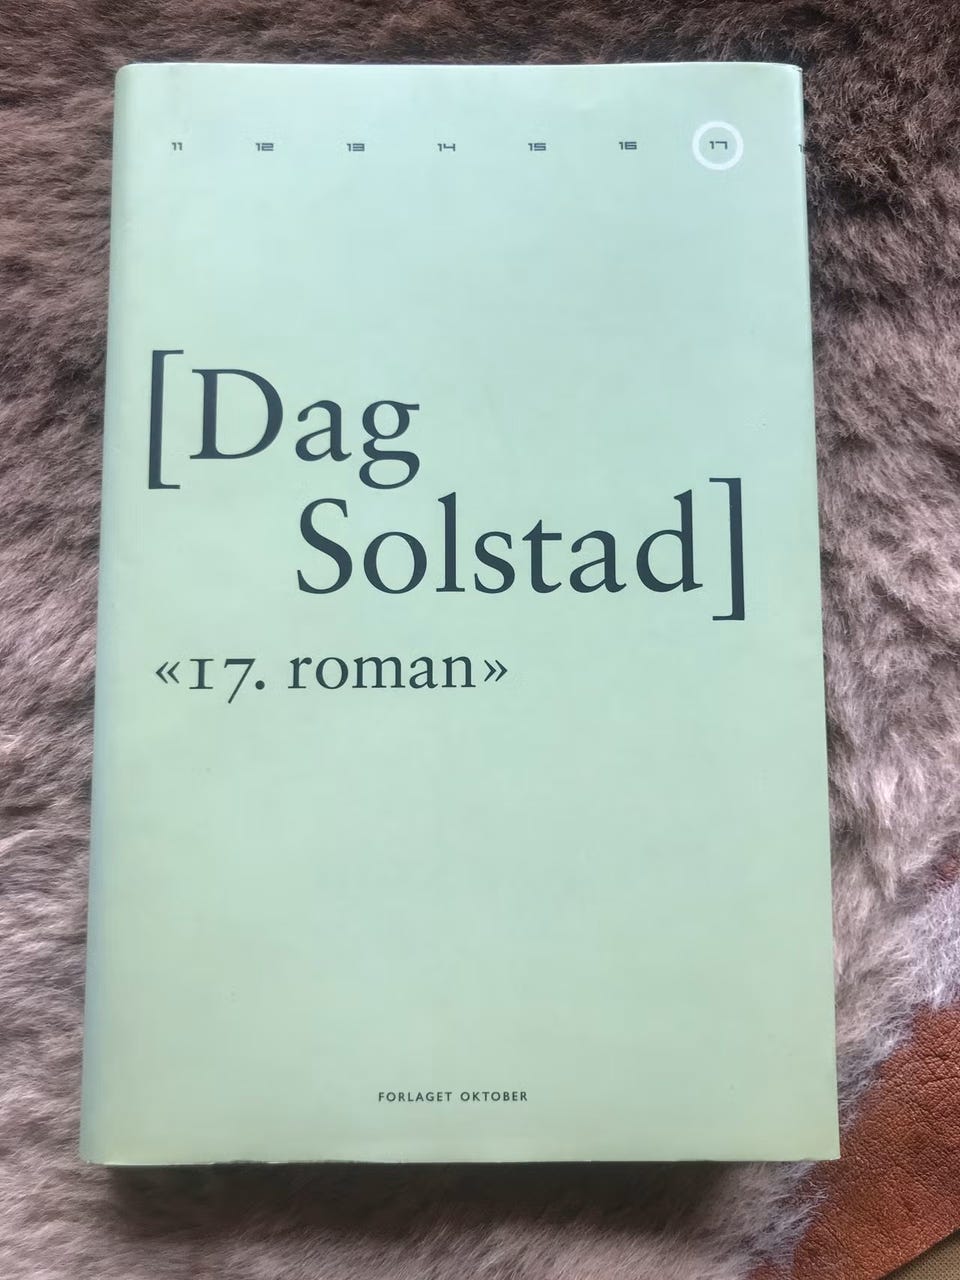 11 12 13 14 15 16 17
[Dag
Solstad]
«17. roman»
FORLAGET OKTOBER